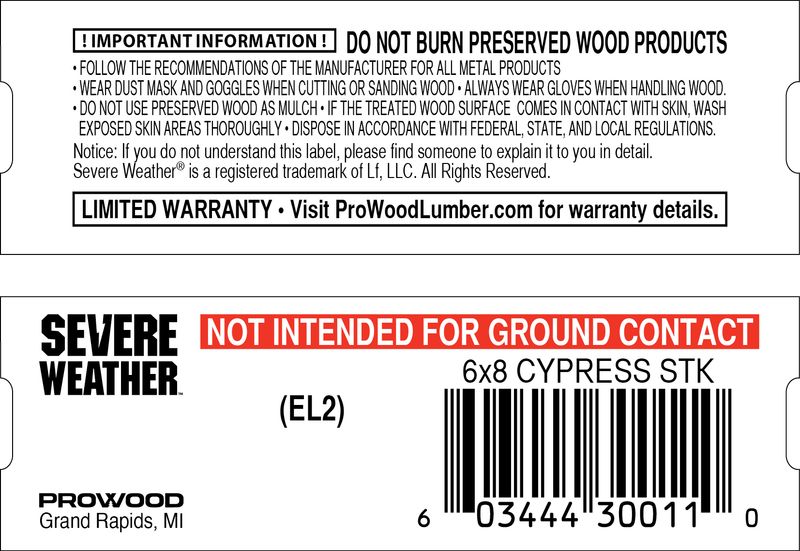 ! IMPORTANT INFORMATION ! DO NOT BURN PRESERVED WOOD PRODUCTS
• FOLLOW THE RECOMMENDATIONS OF THE MANUFACTURER FOR ALL METAL PRODUCTS
• WEAR DUST MASK AND GOGGLES WHEN CUTTING OR SANDING WOOD • ALWAYS WEAR GLOVES WHEN HANDLING WOOD.
• DO NOT USE PRESERVED WOOD AS MULCH • IF THE TREATED WOOD SURFACE COMES IN CONTACT WITH SKIN, WASH
EXPOSED SKIN AREAS THOROUGHLY • DISPOSE IN ACCORDANCE WITH FEDERAL, STATE, AND LOCAL REGULATIONS.
Notice: If you do not understand this label, please find someone to explain it to you in detail.
Severe Weather® is a registered trademark of Lf, LLC. All Rights Reserved.
LIMITED WARRANTY • Visit ProWoodLumber.com for warranty details.
SEVERE
WEATHER™
NOT INTENDED FOR GROUND CONTACT
6x8 CYPRESS STK
(EL2)
PROWOOD
Grand Rapids, MI
6 03444 30011 0